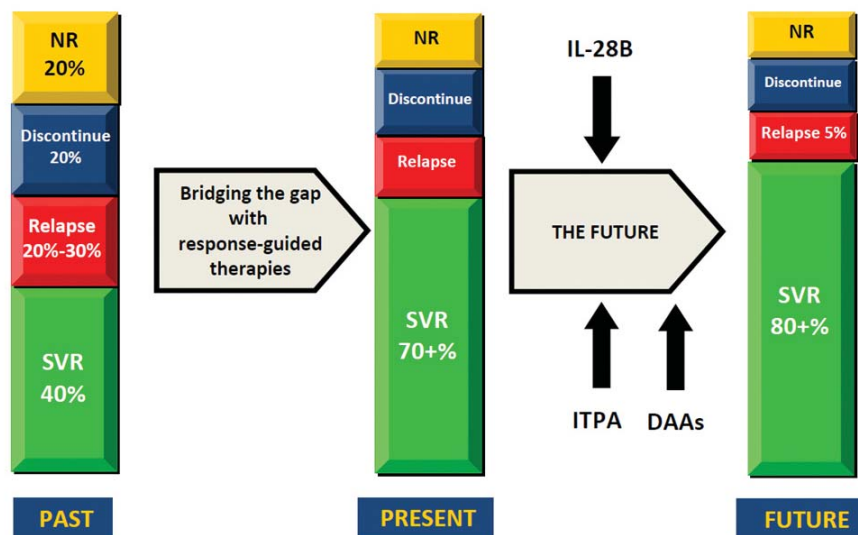 NR
20%
Discontinue
20%
Relapse
20%-30%
SVR
40%
PAST
Bridging the gap
with
response-guided
therapies
NR
Discontinue
Relapse
SVR
70+%
PRESENT
IL-28B
THE FUTURE
ITPA DAAs
NR
Discontinue
Relapse 5%
SVR
80+%
FUTURE